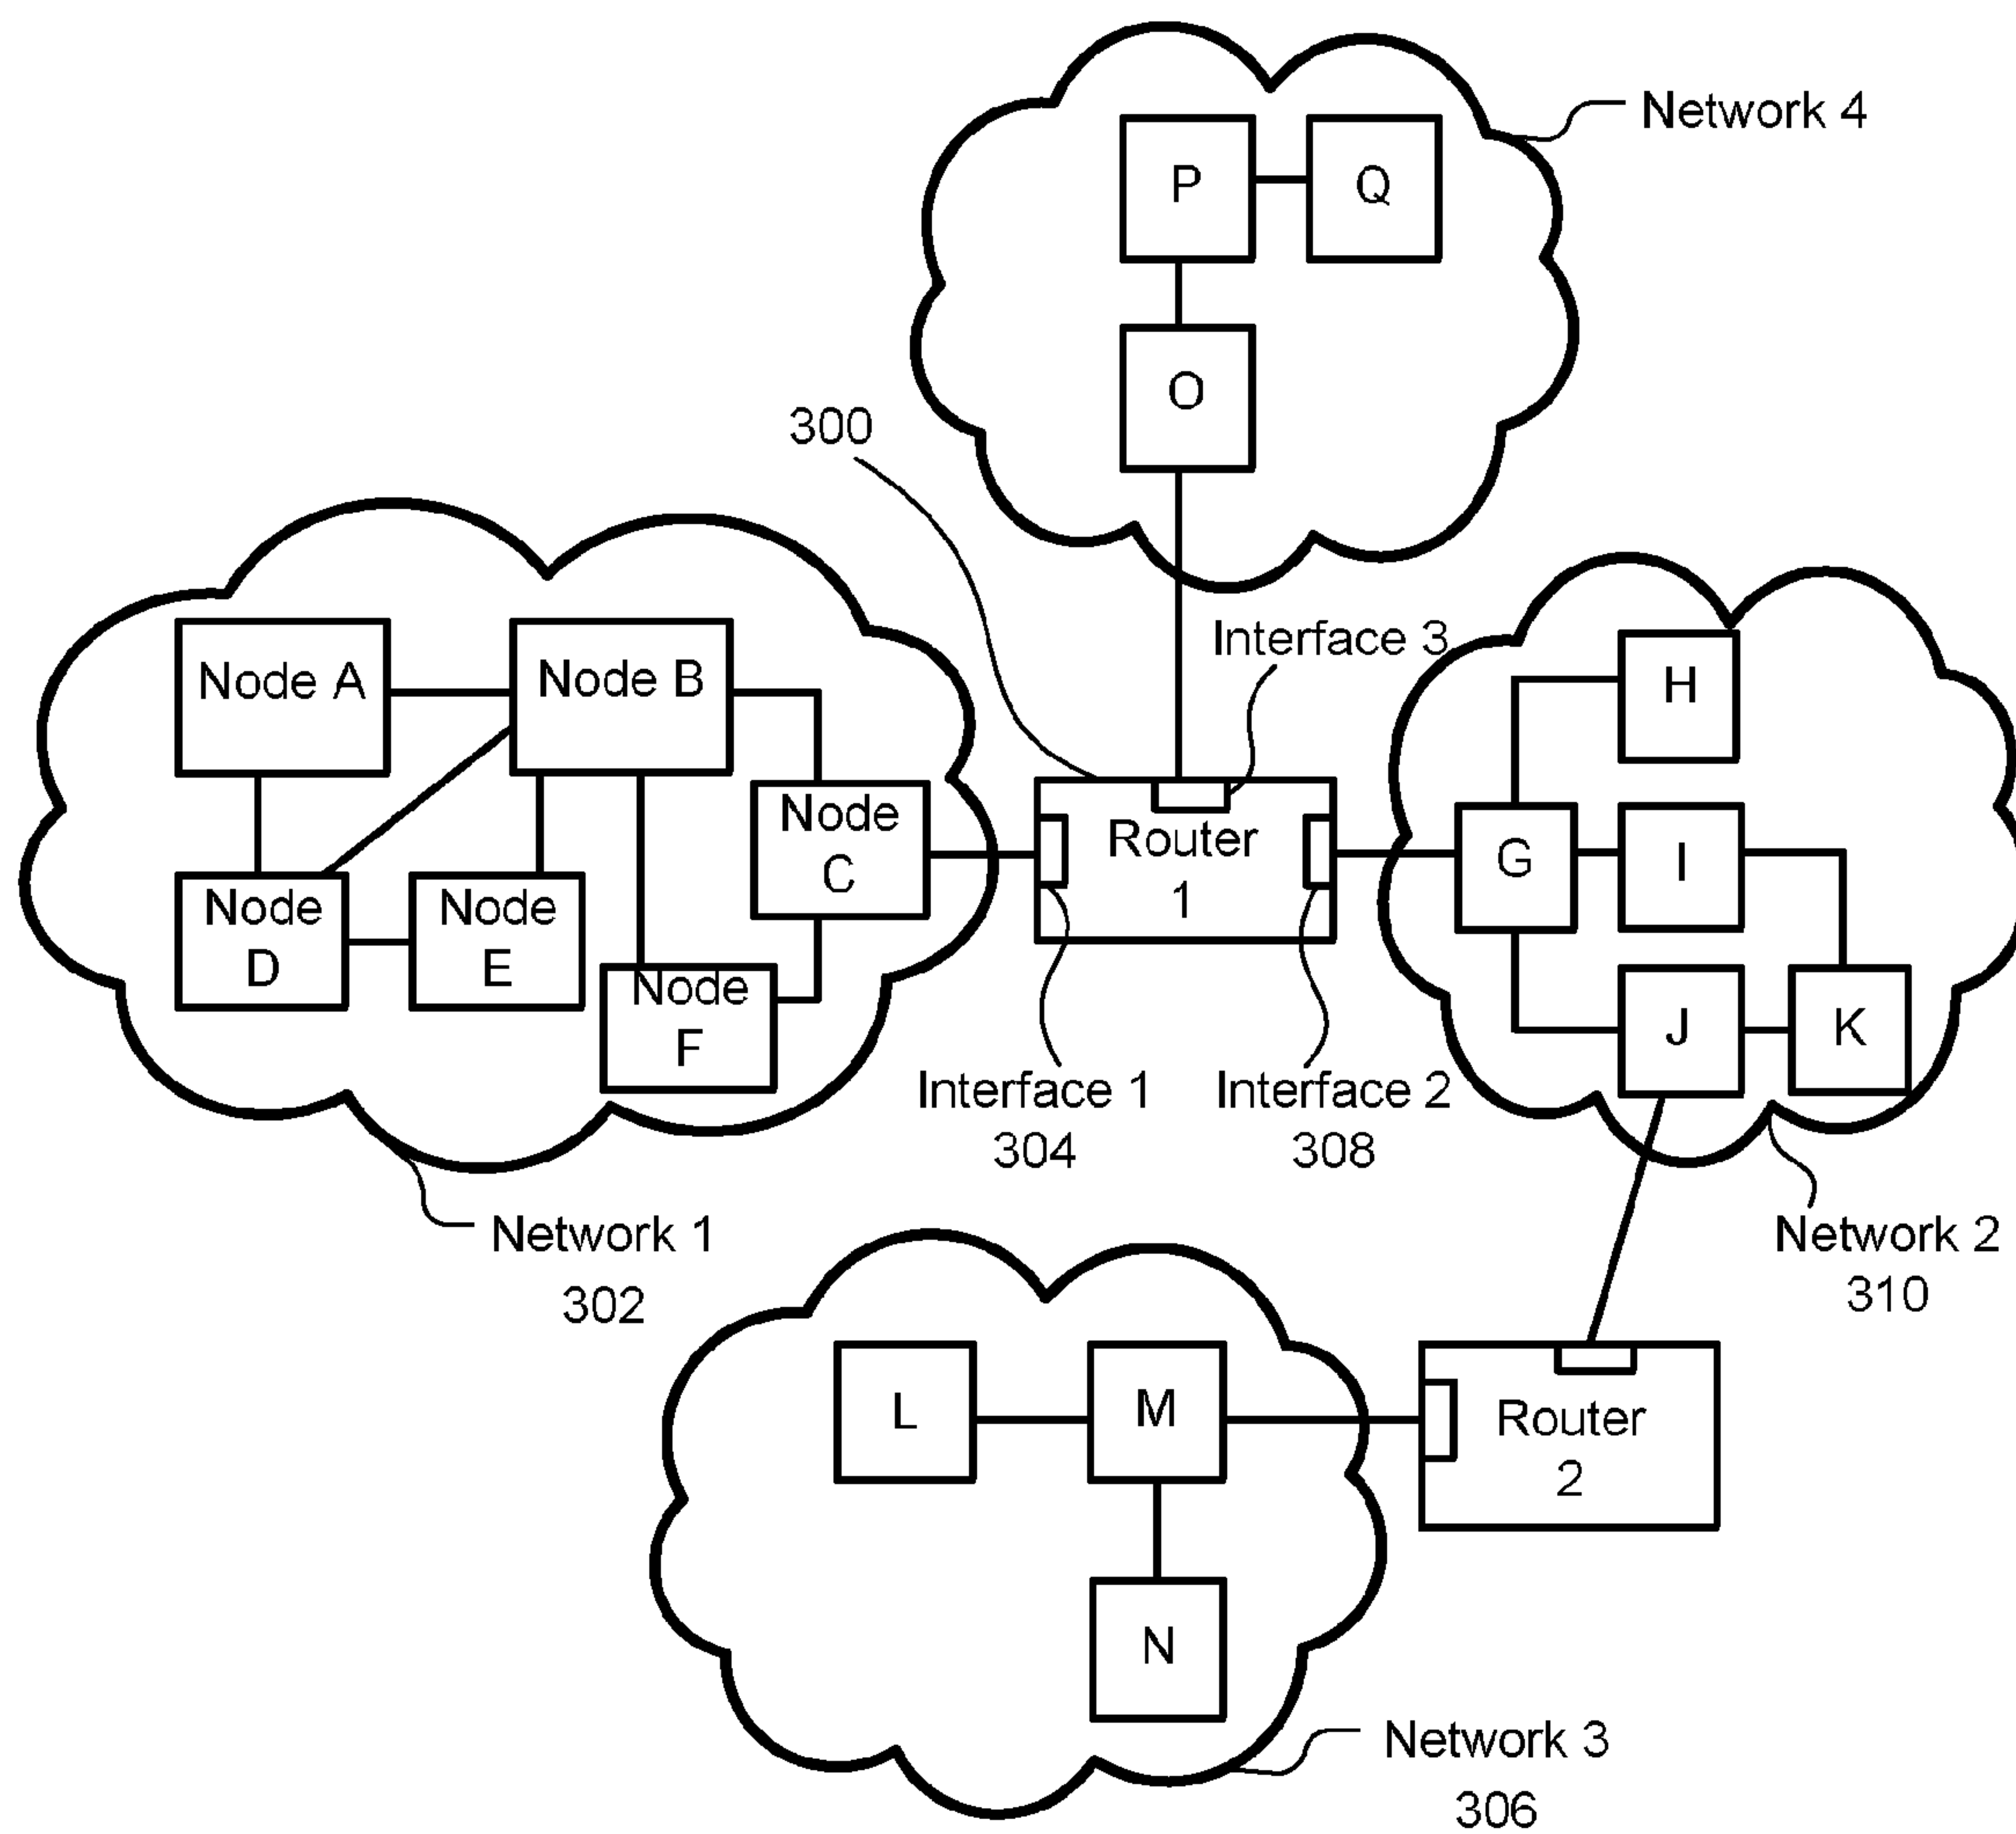 Network 4
P
Q
O
300
Interface 3
Node A
Node B
Node
C
Node
D
Node
E
Node
F
Router
1
H
G
I
J
K
Interface 1
304
Interface 2
308
Network 1
302
Network 2
310
L
M
N
Router
2
Network 3
306